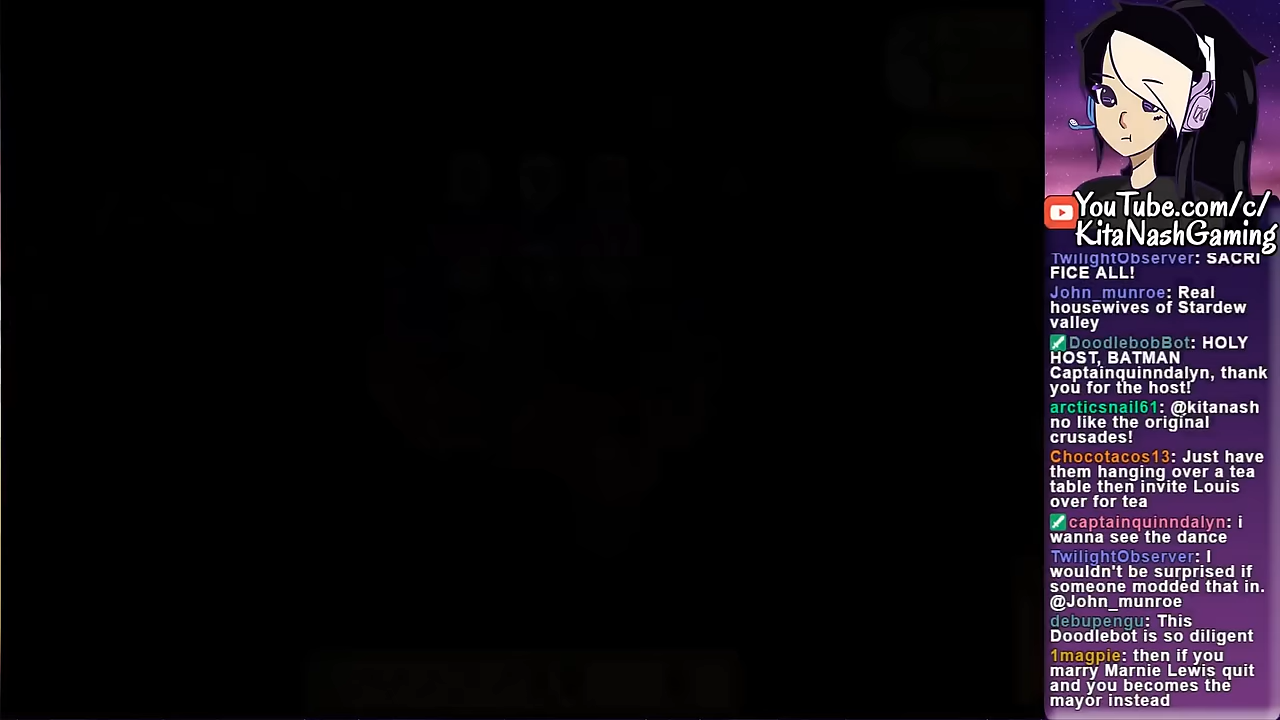 YouTube.com/c/
KitaNashGaming
TwilightObserver: SACRI
FICE ALL!
John_munroe: Real
housewives of Stardew
valley
DoodlebobBot: HOLY
HOST, BATMAN
Captainquinndalyn, thank
you for the host!
arcticsnail61: @kitanash
no like the original
crusades!
Chocotacos13: Just have
them hanging over a tea
table then invite Louis
over for tea
captainquinndalyn: i
wanna see the dance
TwilightObserver: I
wouldn't be surprised if
someone modded that in.
@John_munroe
debupengu: This
Doodlebot is so diligent
1magpie: then if you
marry Marnie Lewis quit
and you becomes the
mayor instead